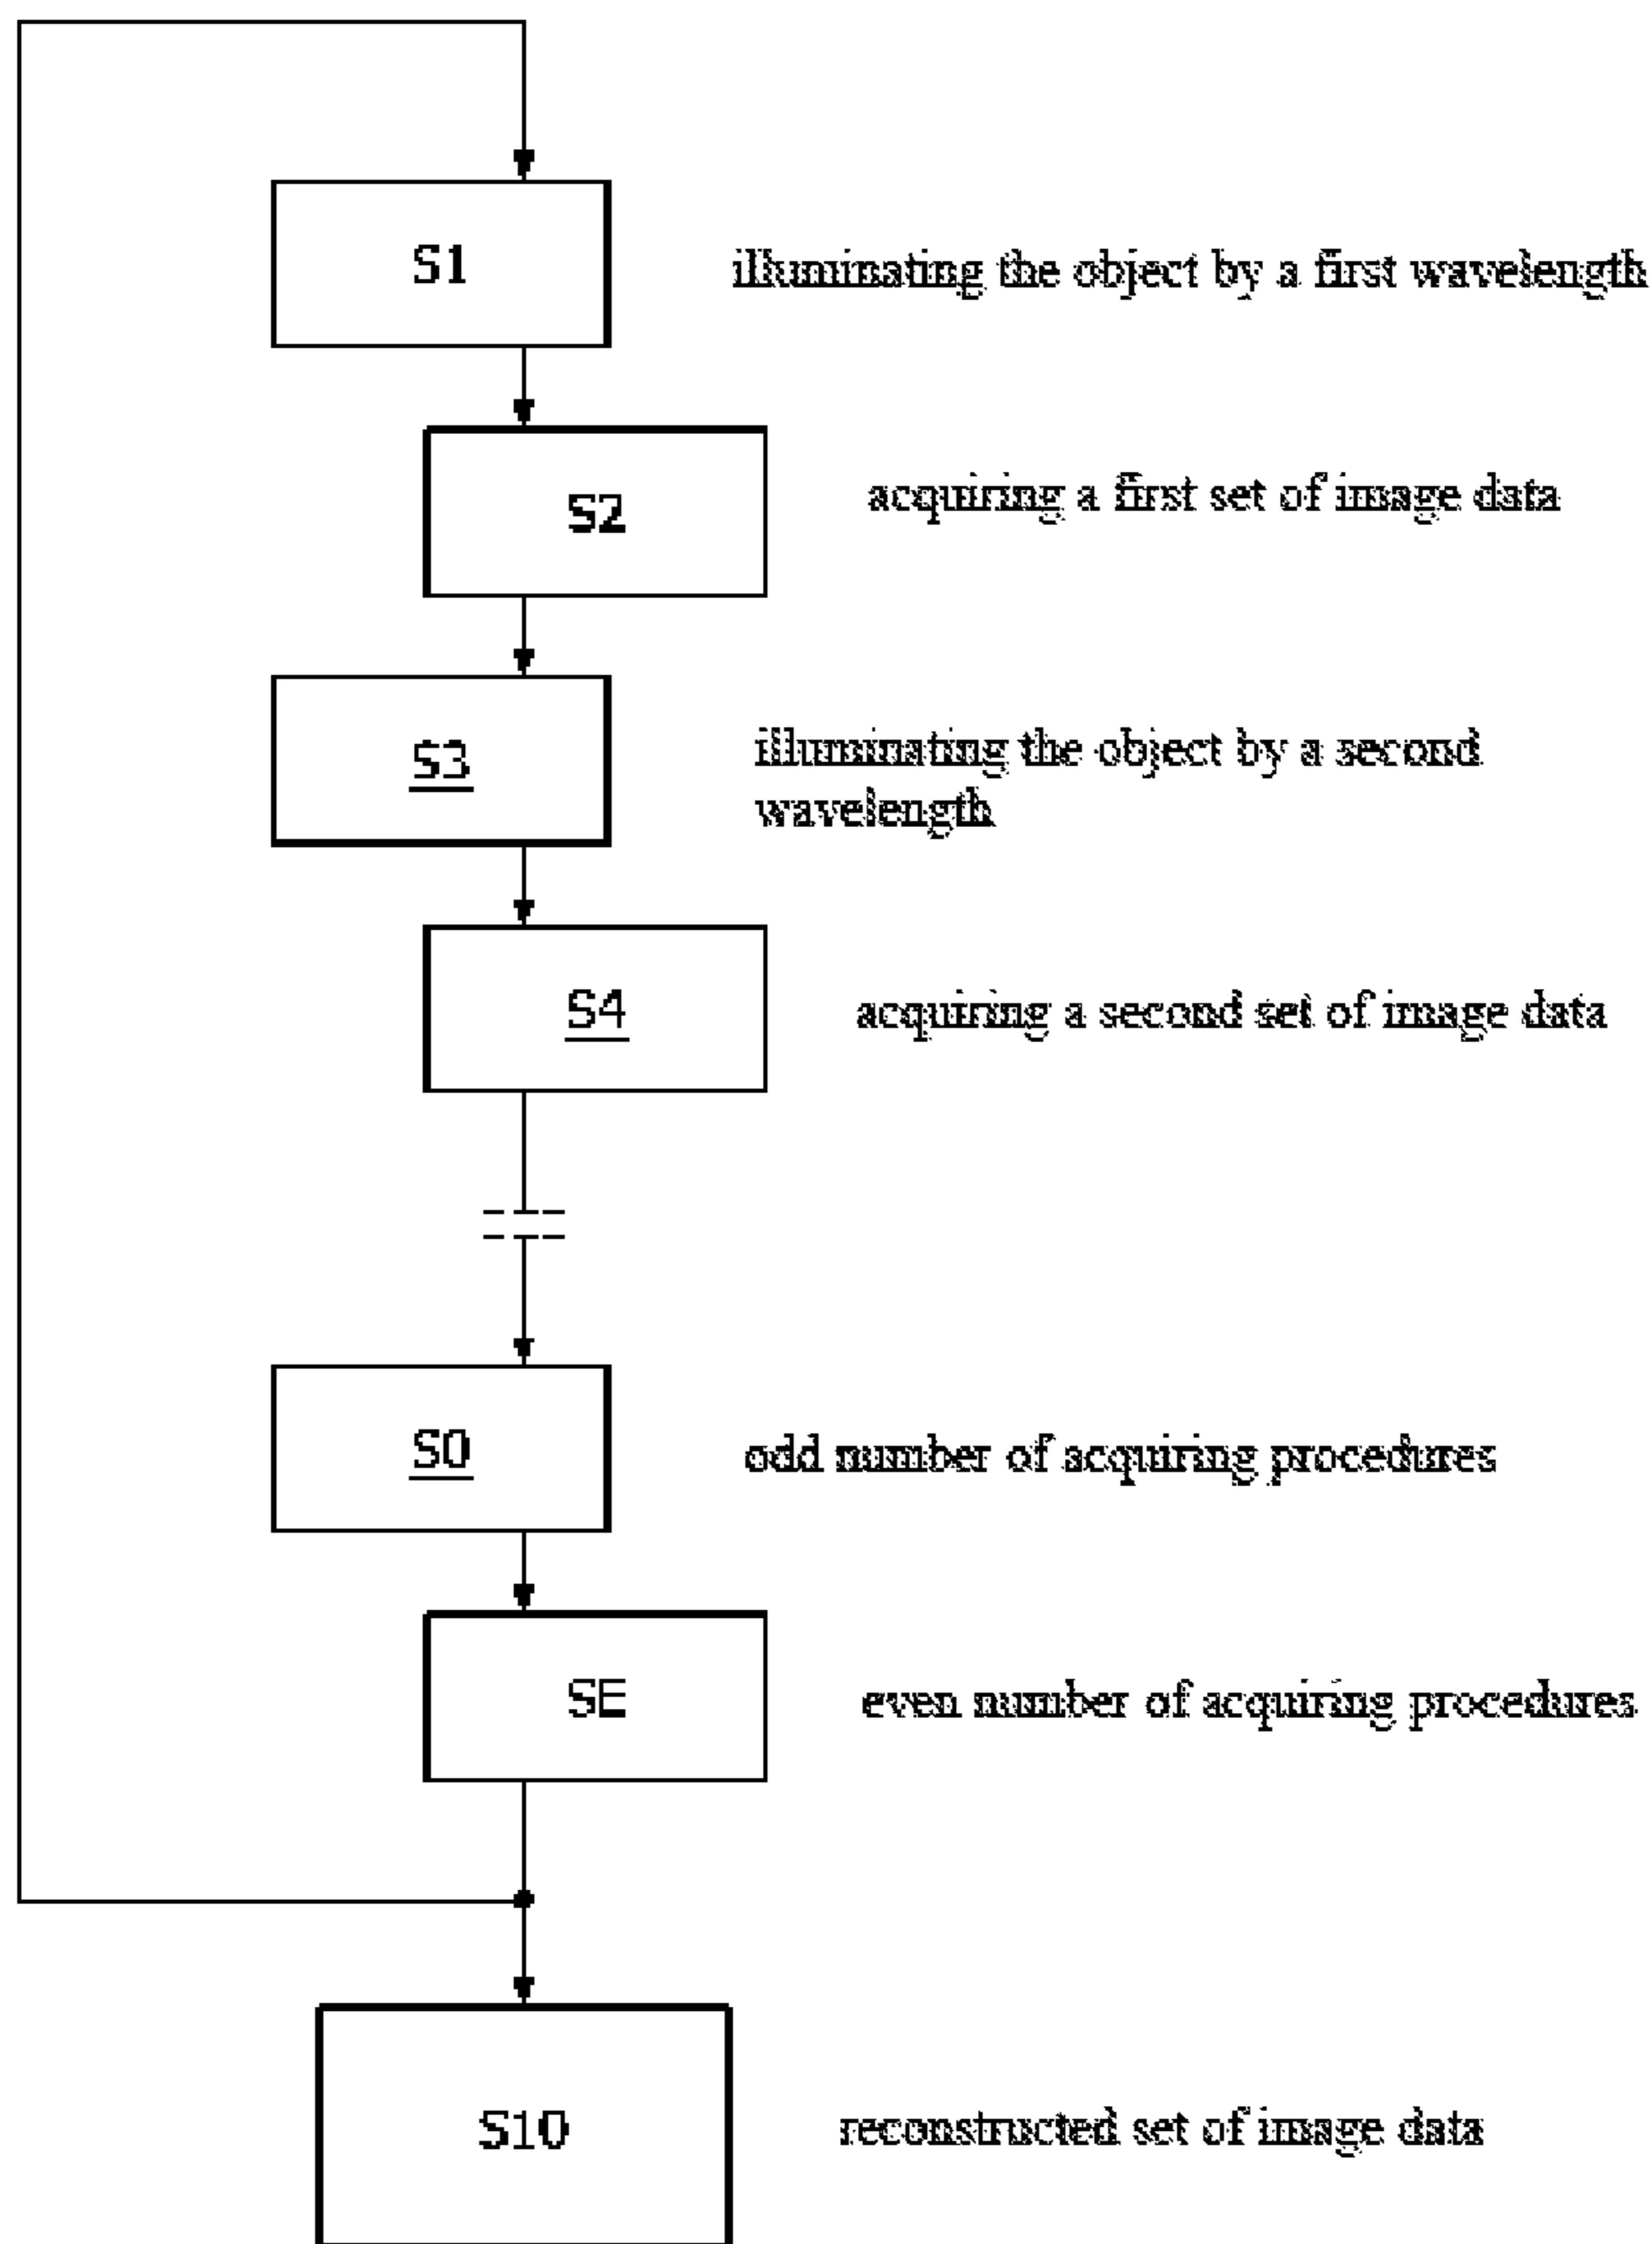 S1
illuminating the object by a first wavelength
S2
acquiring a first set of image data
S3
illuminating the object by a second
wavelength
S4
acquiring a second set of image data
SO
odd number of acquiring procedures
SE
even number of acquiring procedures
S10
reconstructed set of image data